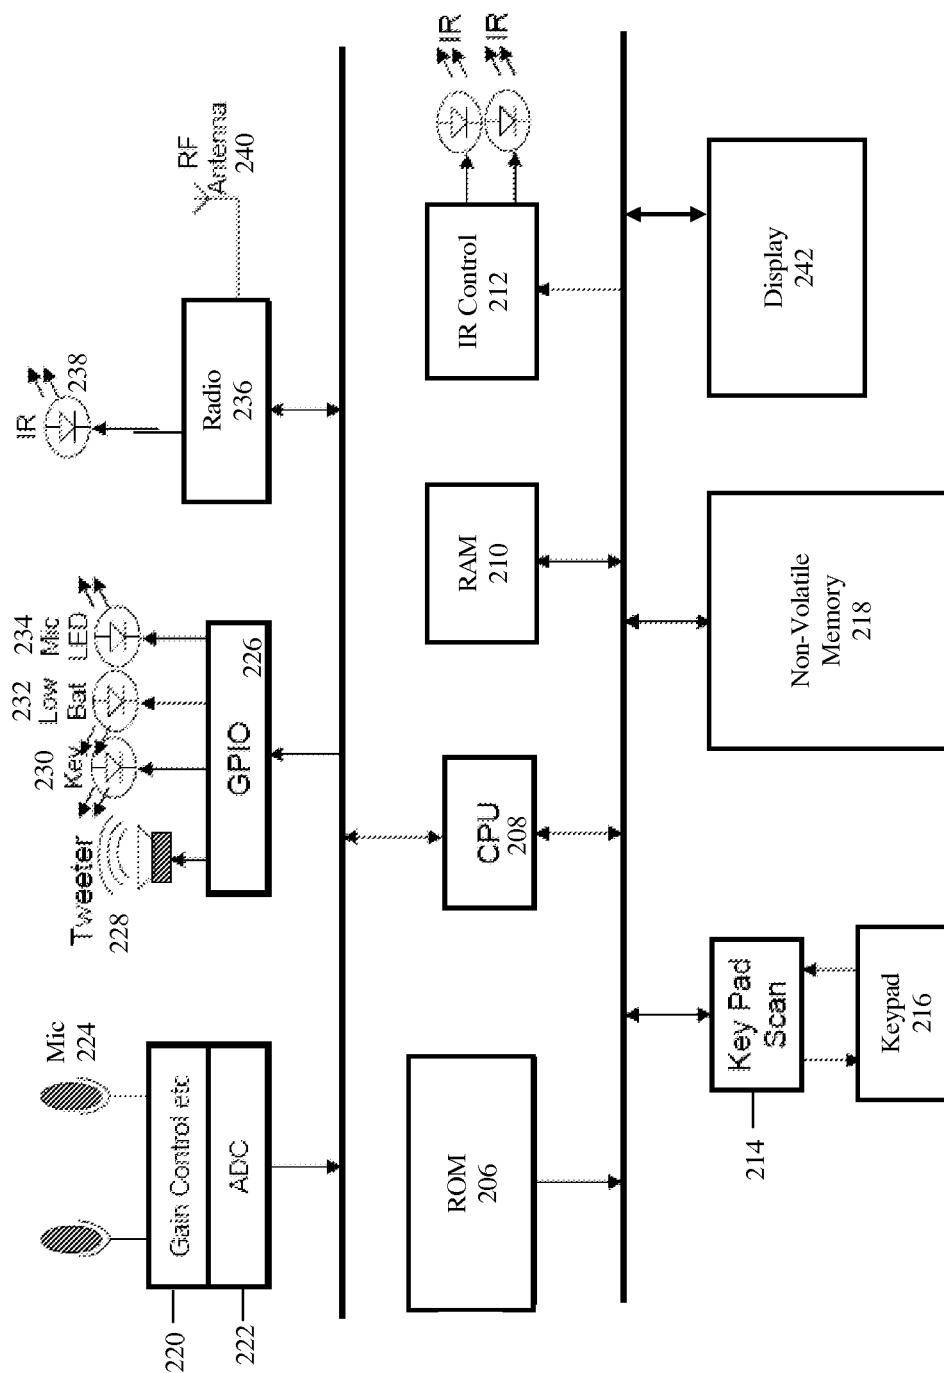 Mic
224
Gain Control etc
ADC
220
222
Tweeter
228
230
Key
232
Low
Bat
234
Mic
LED
GPIO
226
IR
238
Radio
236
RF
Antenna
240
ROM
206
CPU
208
RAM
210
IR Control
212
IR
IR
Key Pad
Scan
214
Keypad
216
Non-Volatile
Memory
218
Display
242